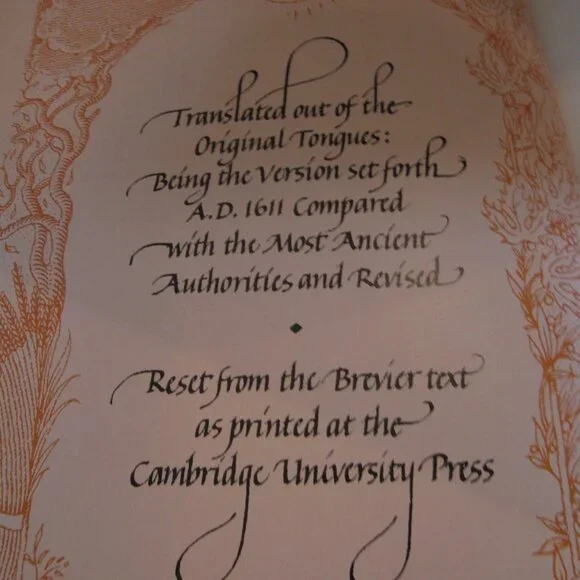 Translated out of the
Original Tongues:
Being the Version set forth
A.D. 1611 Compared
with the Most Ancient
Authorities and Revised
Reset from the Brevier text
as printed at the
Cambridge University Press